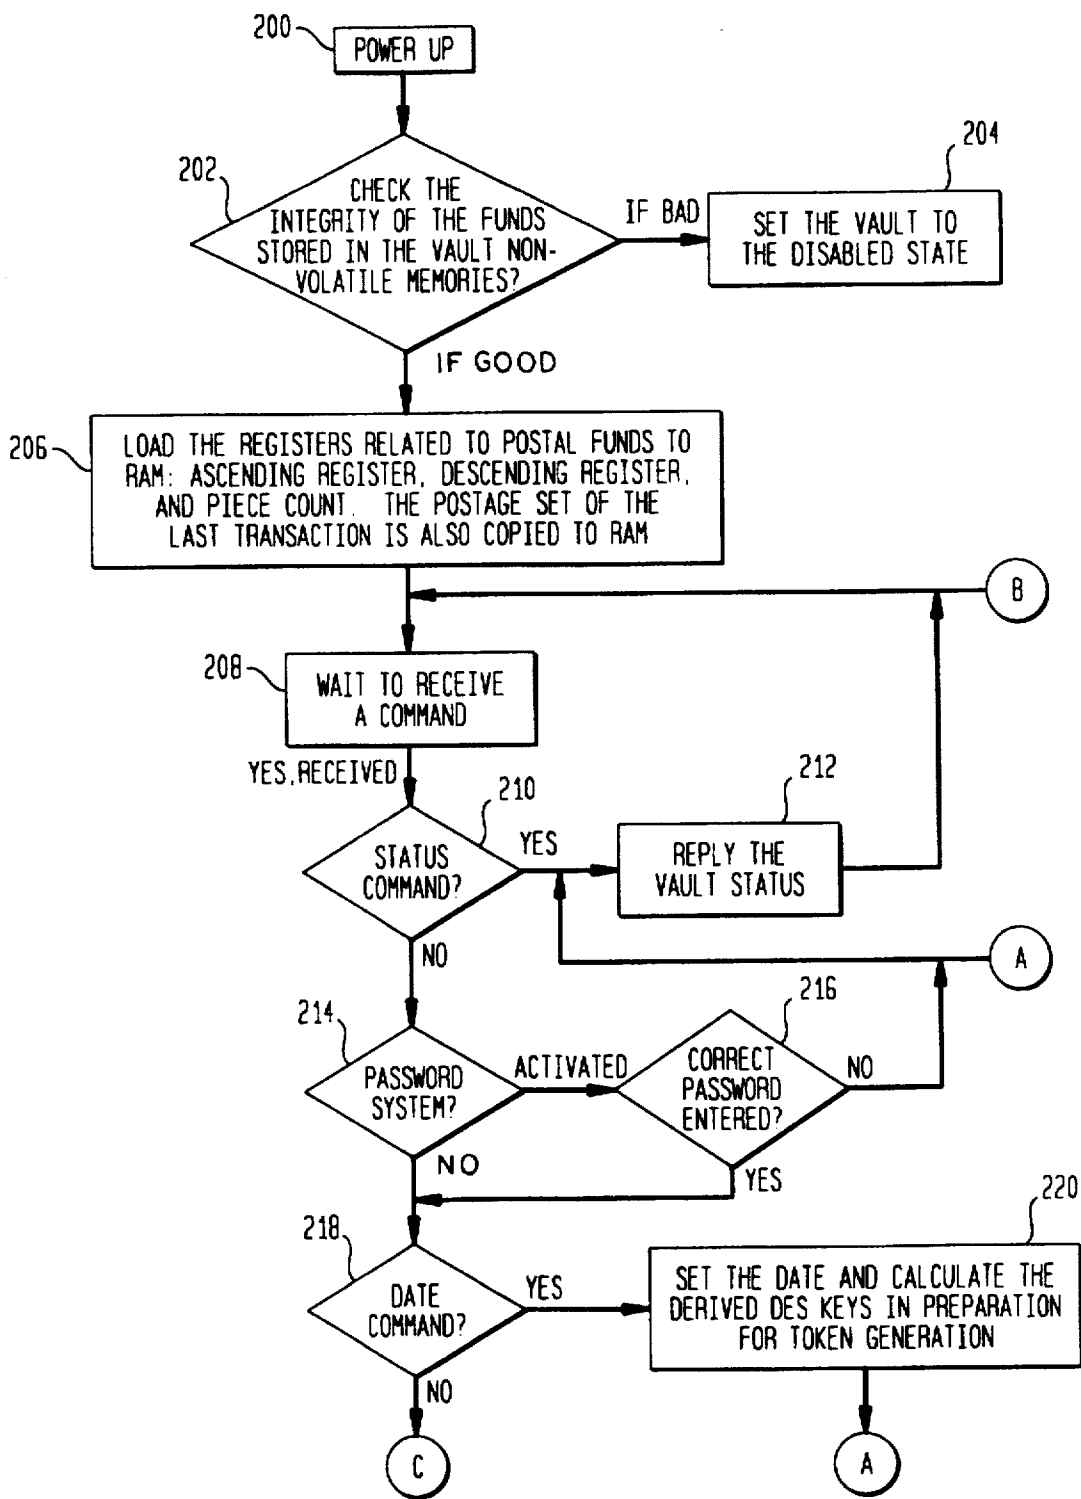 200
POWER UP
202
CHECK THE
INTEGRITY OF THE FUNDS
STORED IN THE VAULT NON-
VOLATILE MEMORIES?
IF BAD
204
SET THE VAULT TO
THE DISABLED STATE
IF GOOD
206
LOAD THE REGISTERS RELATED TO POSTAL FUNDS TO
RAM: ASCENDING REGISTER, DESCENDING REGISTER,
AND PIECE COUNT. THE POSTAGE SET OF THE
LAST TRANSACTION IS ALSO COPIED TO RAM
B
208
WAIT TO RECEIVE
A COMMAND
YES,RECEIVED
210
STATUS
COMMAND?
YES
212
REPLY THE
VAULT STATUS
NO
A
214
PASSWORD
SYSTEM?
ACTIVATED
216
CORRECT
PASSWORD
ENTERED?
NO
NO
YES
218
DATE
COMMAND?
YES
220
SET THE DATE AND CALCULATE THE
DERIVED DES KEYS IN PREPARATION
FOR TOKEN GENERATION
NO
C
A